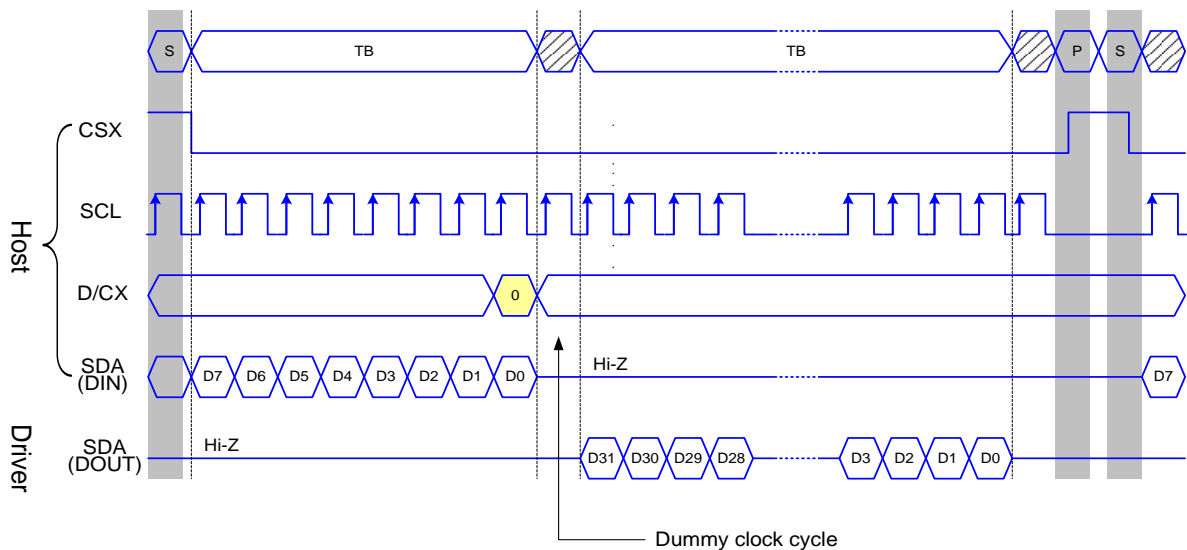 S TB TB P S
CSX
SCL
D/CX 0
SDA
(DIN) D7 D6 D5 D4 D3 D2 D1 D0 Hi-Z D7
SDA
(DOUT) Hi-Z D31 D30 D29 D28 D3 D2 D1 D0
Host
Driver
Dummy clock cycle